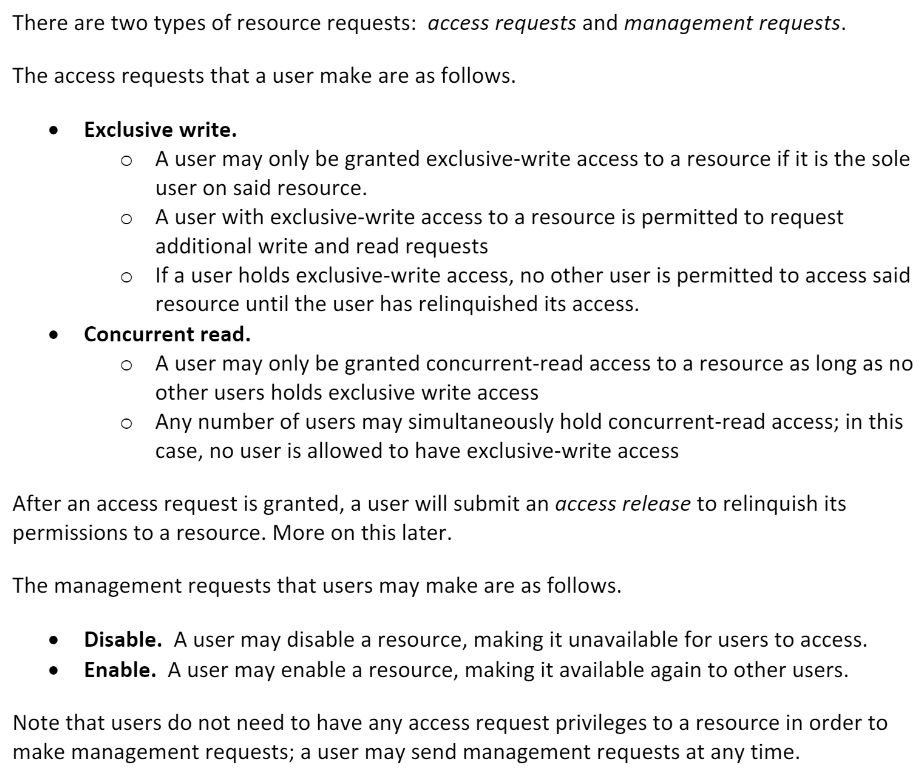 There are two types of resource requests: access requests and management requests.
The access requests that a user make are as follows.
• Exclusive write.
o A user may only be granted exclusive-write access to a resource if it is the sole
user on said resource.
o A user with exclusive-write access to a resource is permitted to request
additional write and read requests
o If a user holds exclusive-write access, no other user is permitted to access said
resource until the user has relinquished its access.
• Concurrent read.
o A user may only be granted concurrent-read access to a resource as long as no
other users holds exclusive write access
o Any number of users may simultaneously hold concurrent-read access; in this
case, no user is allowed to have exclusive-write access
After an access request is granted, a user will submit an access release to relinquish its
permissions to a resource. More on this later.
The management requests that users may make are as follows.
• Disable. A user may disable a resource, making it unavailable for users to access.
• Enable. A user may enable a resource, making it available again to other users.
Note that users do not need to have any access request privileges to a resource in order to
make management requests; a user may send management requests at any time.